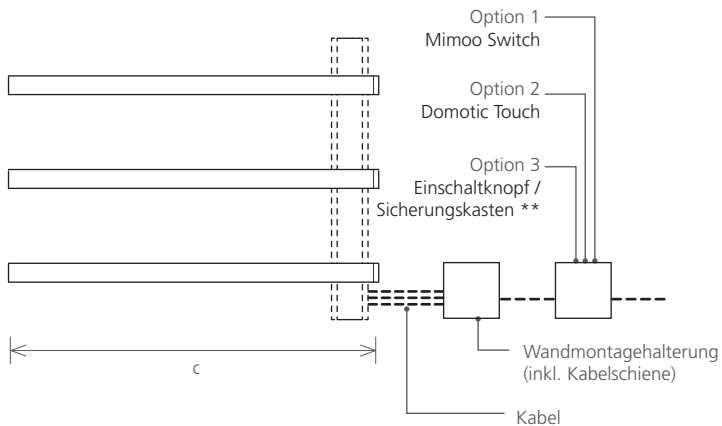 Option 1
Mimoo Switch
Option 2
Domotic Touch
Option 3
Einschaltknopf /
Sicherungskasten **
c
Wandmontagehalterung
(inkl. Kabelschiene)
Kabel